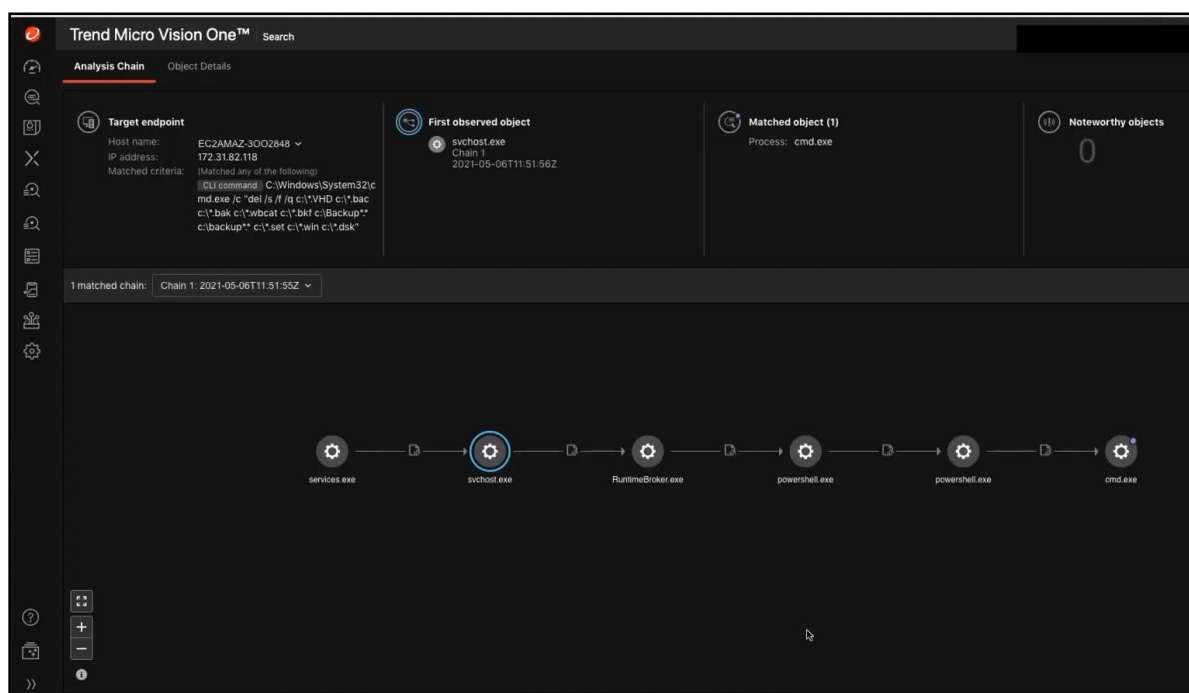 Trend Micro Vision One™ Search
Analysis Chain Object Details
Target endpoint
Host name: EC2AMAZ-3OO2848
IP address: 172.31.82.118
Matched criteria: (Matched any of the following)
CLI command C:\Windows\System32\c
md.exe /c "del /s /f /q c:\*.VHD c:\*.bac
c:\*.bak c:\*.wbcat c:\*.bkf c:\Backup*.*
c:\backup*.* c:\*.set c:\*.win c:\*.dsk"
First observed object
svchost.exe
Chain 1
2021-05-06T11:51:56Z
Matched object (1)
Process: cmd.exe
Noteworthy objects
0
1 matched chain: Chain 1: 2021-05-06T11:51:55Z
services.exe svchost.exe RuntimeBroker.exe powershell.exe powershell.exe cmd.exe